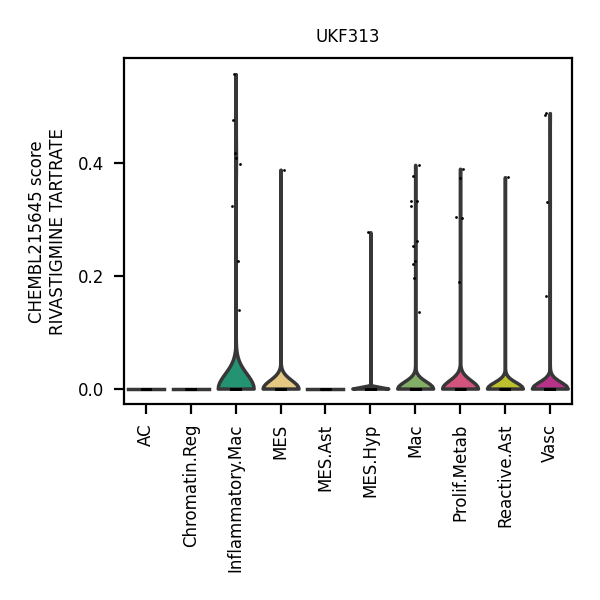 UKF313
CHEMBL215645 score
RIVASTIGMINE TARTRATE
0.4
0.2
0.0
AC
Chromatin.Reg
Inflammatory.Mac
MES
MES.Ast
MES.Hyp
Mac
Prolif.Metab
Reactive.Ast
Vasc